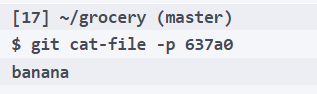 [17] ~/grocery (master)
$ git cat-file -p 637a0
banana